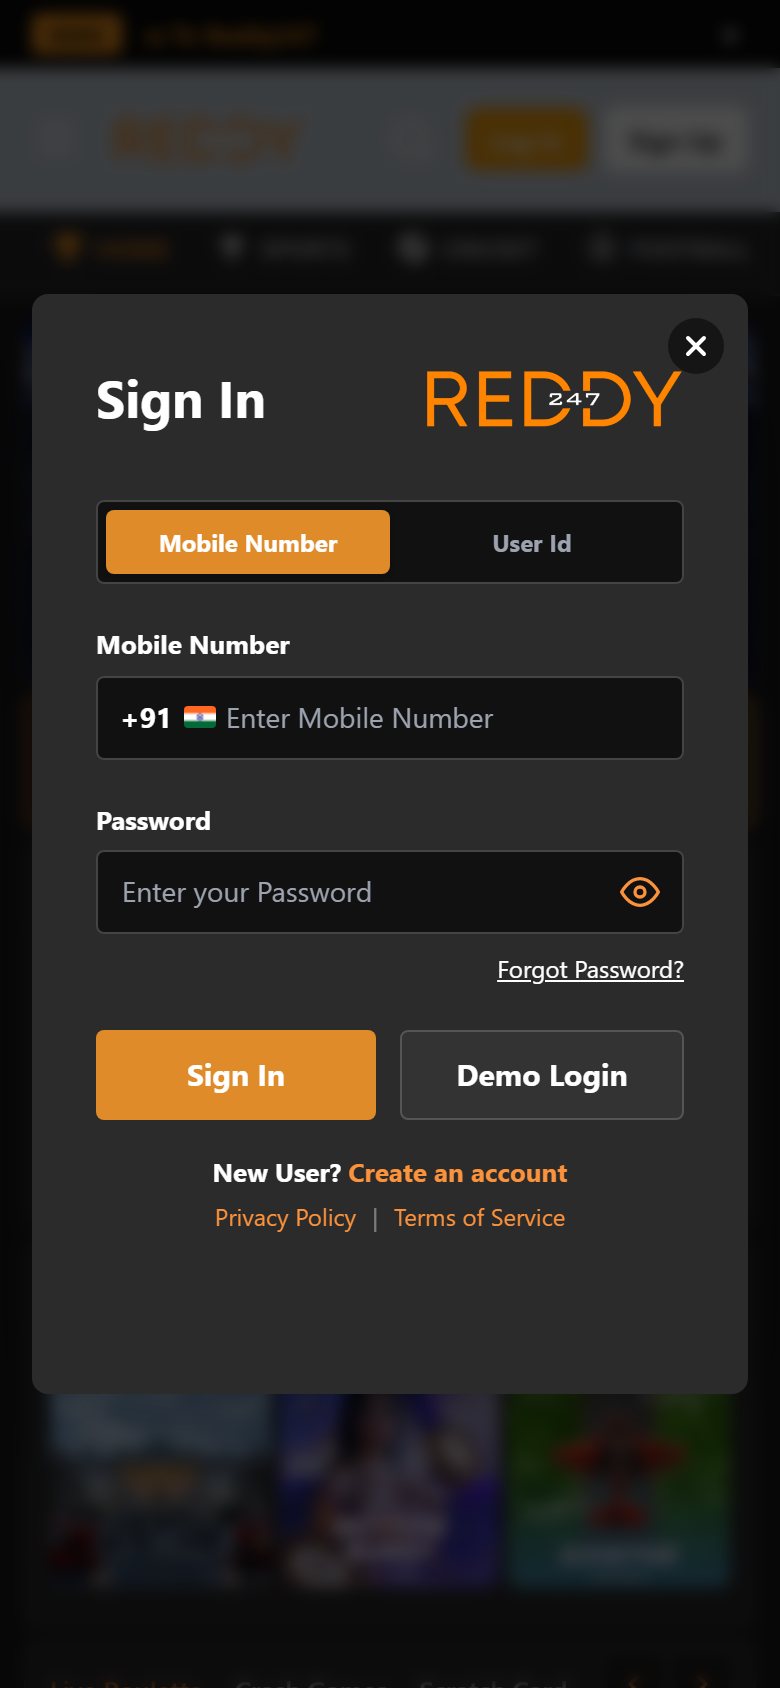 REDDY
Sign In
REDDY
247
Mobile Number
User Id
Mobile Number
+91 Enter Mobile Number
Password
Enter your Password
Forgot Password?
Sign In
Demo Login
New User? Create an account
Privacy Policy | Terms of Service